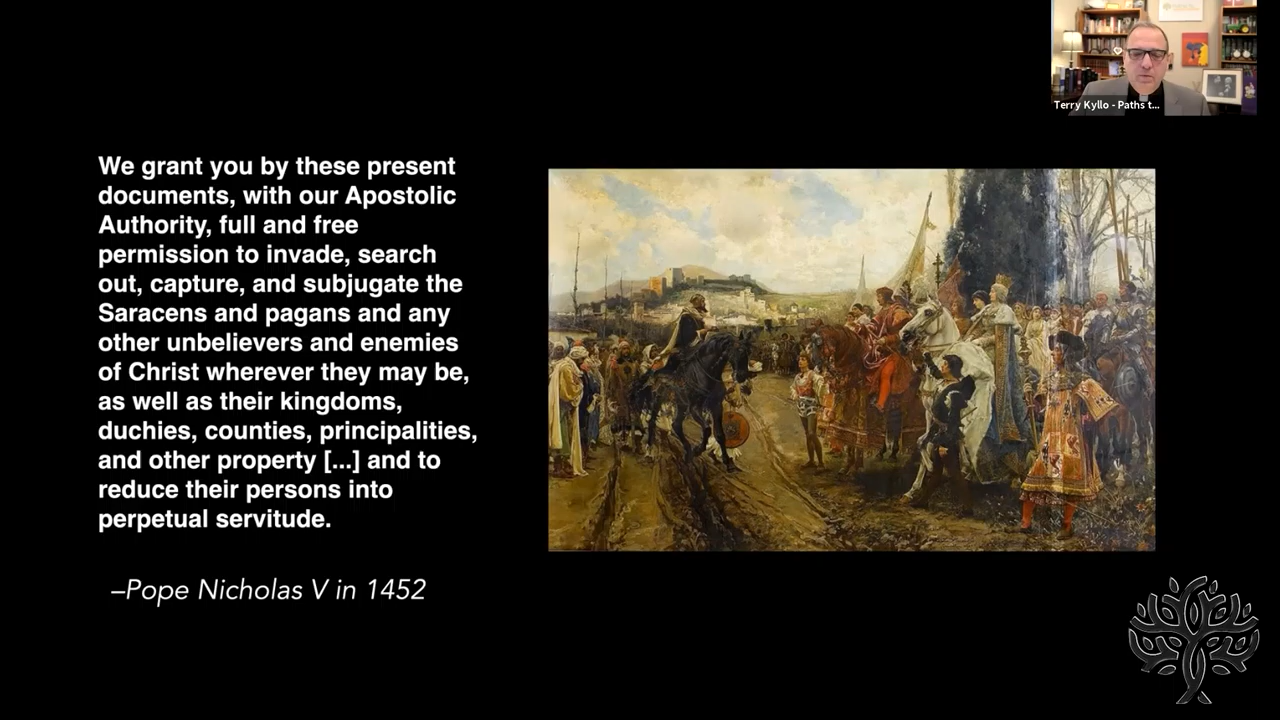 Terry Kyllo - Paths t...
We grant you by these present
documents, with our Apostolic
Authority, full and free
permission to invade, search
out, capture, and subjugate the
Saracens and pagans and any
other unbelievers and enemies
of Christ wherever they may be,
as well as their kingdoms,
duchies, counties, principalities,
and other property [...] and to
reduce their persons into
perpetual servitude.
–Pope Nicholas V in 1452